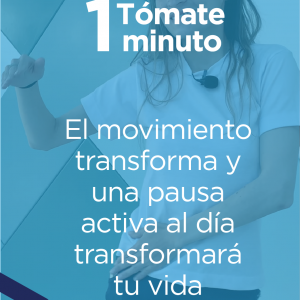 1 Tómate
minuto
El movimiento
transforma y
una pausa
activa al día
transformará
tu vida